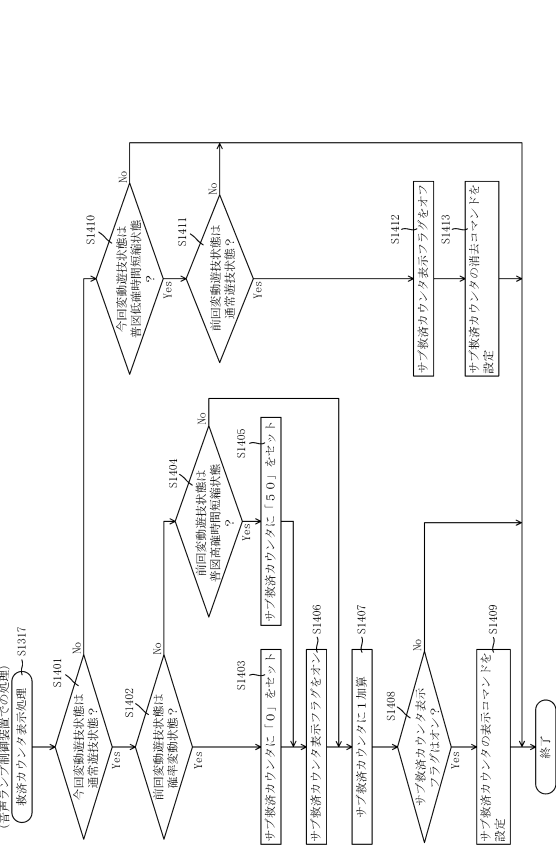 (音声ランプ制御装置での処理)
救済カウンタ表示処理
S1317
S1401
今回変動遊技状態は
通常遊技状態?
No
Yes
S1402
前回変動遊技状態は
確率変動状態?
No
Yes
S1403
サブ救済カウンタに「0」をセット
S1404
前回変動遊技状態は
普図高確時間短縮状態
?
No
Yes
S1405
サブ救済カウンタに「50」をセット
S1406
サブ救済カウンタ表示フラグをオン
S1407
サブ救済カウンタに1加算
S1408
サブ救済カウンタ表示
フラグはオン?
No
Yes
S1409
サブ救済カウンタの表示コマンドを
設定
S1410
今回変動遊技状態は
普図低確時間短縮状態
?
No
Yes
S1411
前回変動遊技状態は
通常遊技状態?
No
Yes
S1412
サブ救済カウンタ表示フラグをオフ
S1413
サブ救済カウンタの消去コマンドを
設定
終了